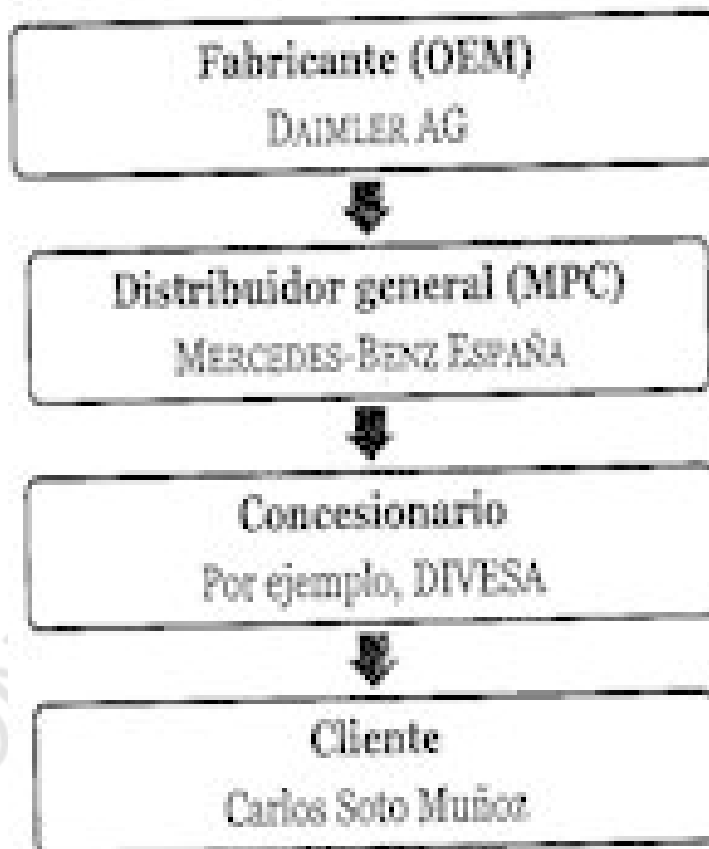 Fabricante (OEM)
DAIMLER AG
Distribuidor general (MPC)
MERCEDES-BENZ ESPAÑA
Concesionario
Por ejemplo, DIVESA
Cliente
Carlos Soto Muñoz